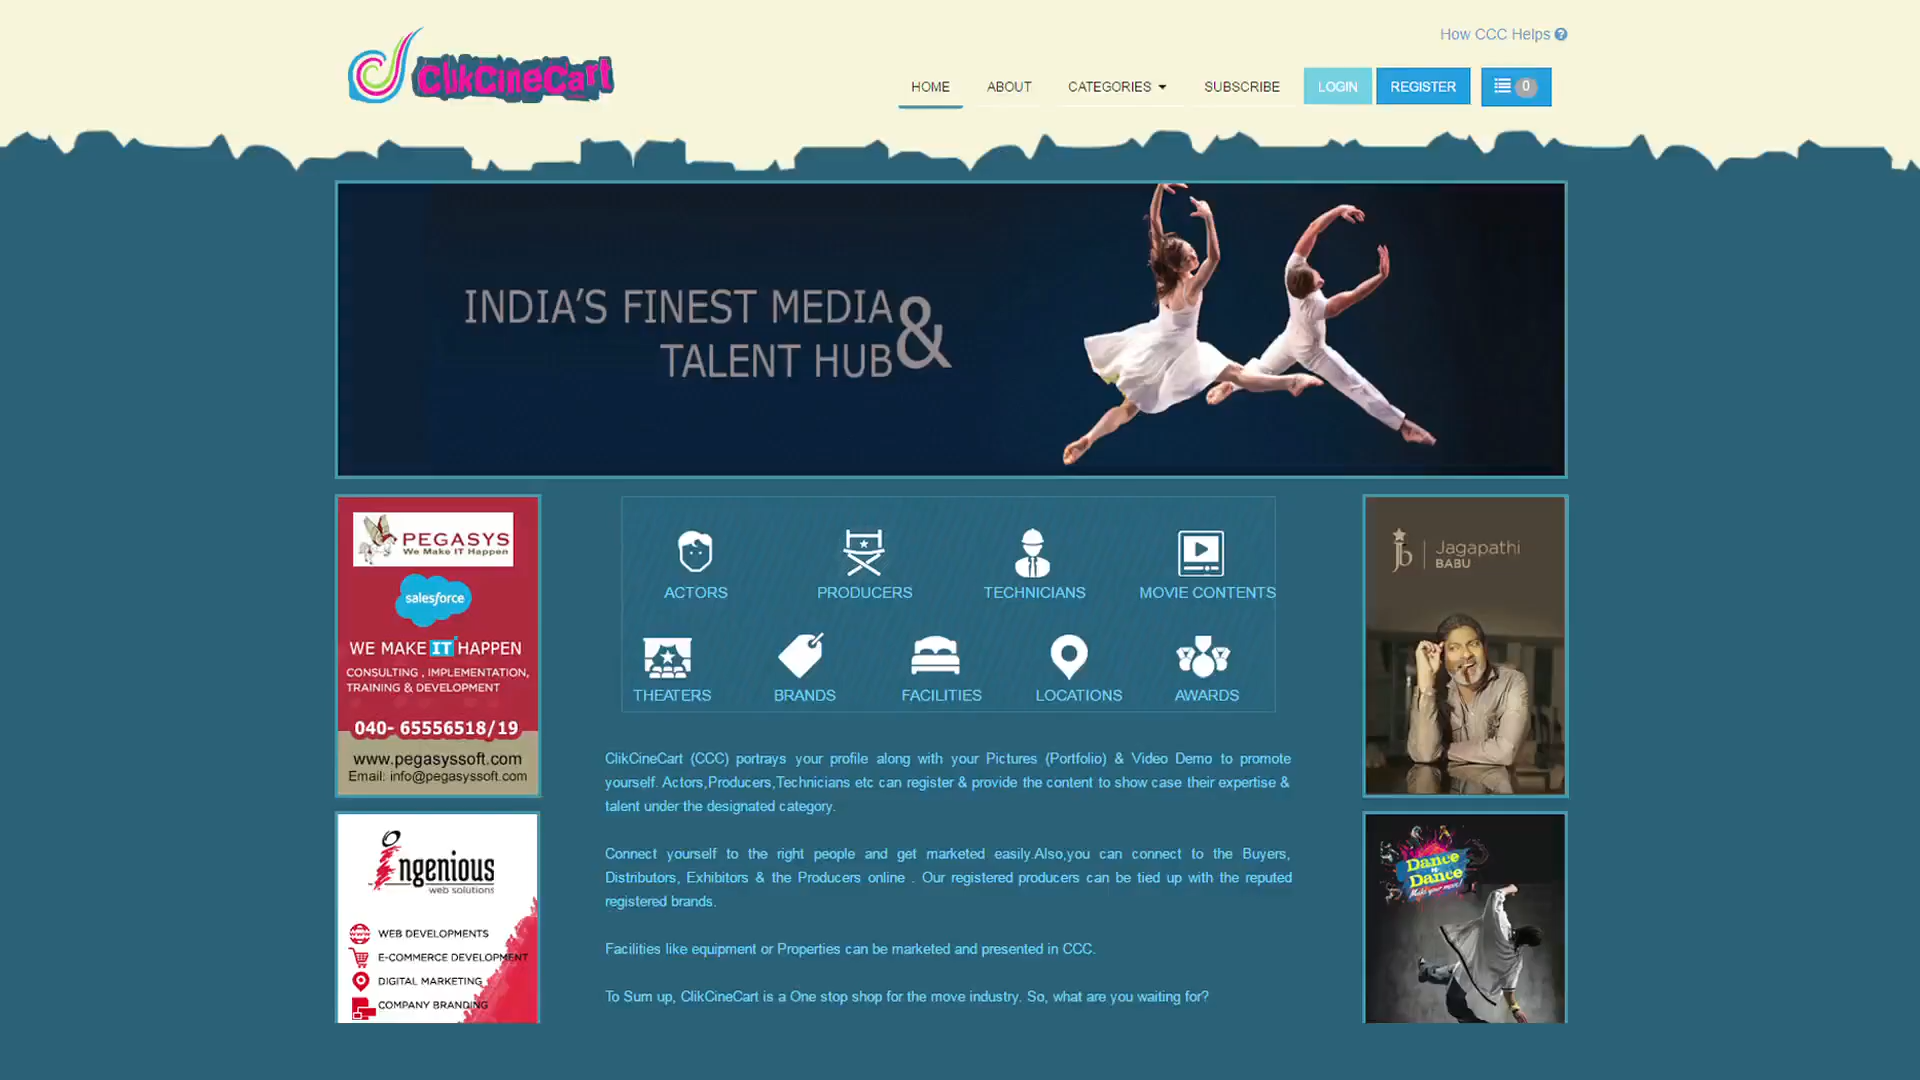 How CCC Helps
ClikCineCart
HOME
ABOUT
CATEGORIES
SUBSCRIBE
LOGIN
REGISTER
0
INDIA'S FINEST MEDIA
&
TALENT HUB
PEGASYS
We Make IT Happen
salesforce
WE MAKE IT HAPPEN
CONSULTING , IMPLEMENTATION,
TRAINING & DEVELOPMENT
040- 65556518/19
www.pegasyssoft.com
Email: info@pegasyssoft.com
ingenious
web solutions
WEB DEVELOPMENTS
E-COMMERCE DEVELOPMENT
DIGITAL MARKETING
COMPANY BRANDING
ACTORS
PRODUCERS
TECHNICIANS
MOVIE CONTENTS
THEATERS
BRANDS
FACILITIES
LOCATIONS
AWARDS
ClikCineCart (CCC) portrays your profile along with your Pictures (Portfolio) & Video Demo to promote
yourself. Actors,Producers,Technicians etc can register & provide the content to show case their expertise &
talent under the designated category.
Connect yourself to the right people and get marketed easily.Also,you can connect to the Buyers,
Distributors, Exhibitors & the Producers online . Our registered producers can be tied up with the reputed
registered brands.
Facilities like equipment or Properties can be marketed and presented in CCC.
To Sum up, ClikCineCart is a One stop shop for the move industry. So, what are you waiting for?
jb
Jagapathi
BABU
Dance
n
Dance
Make your move!